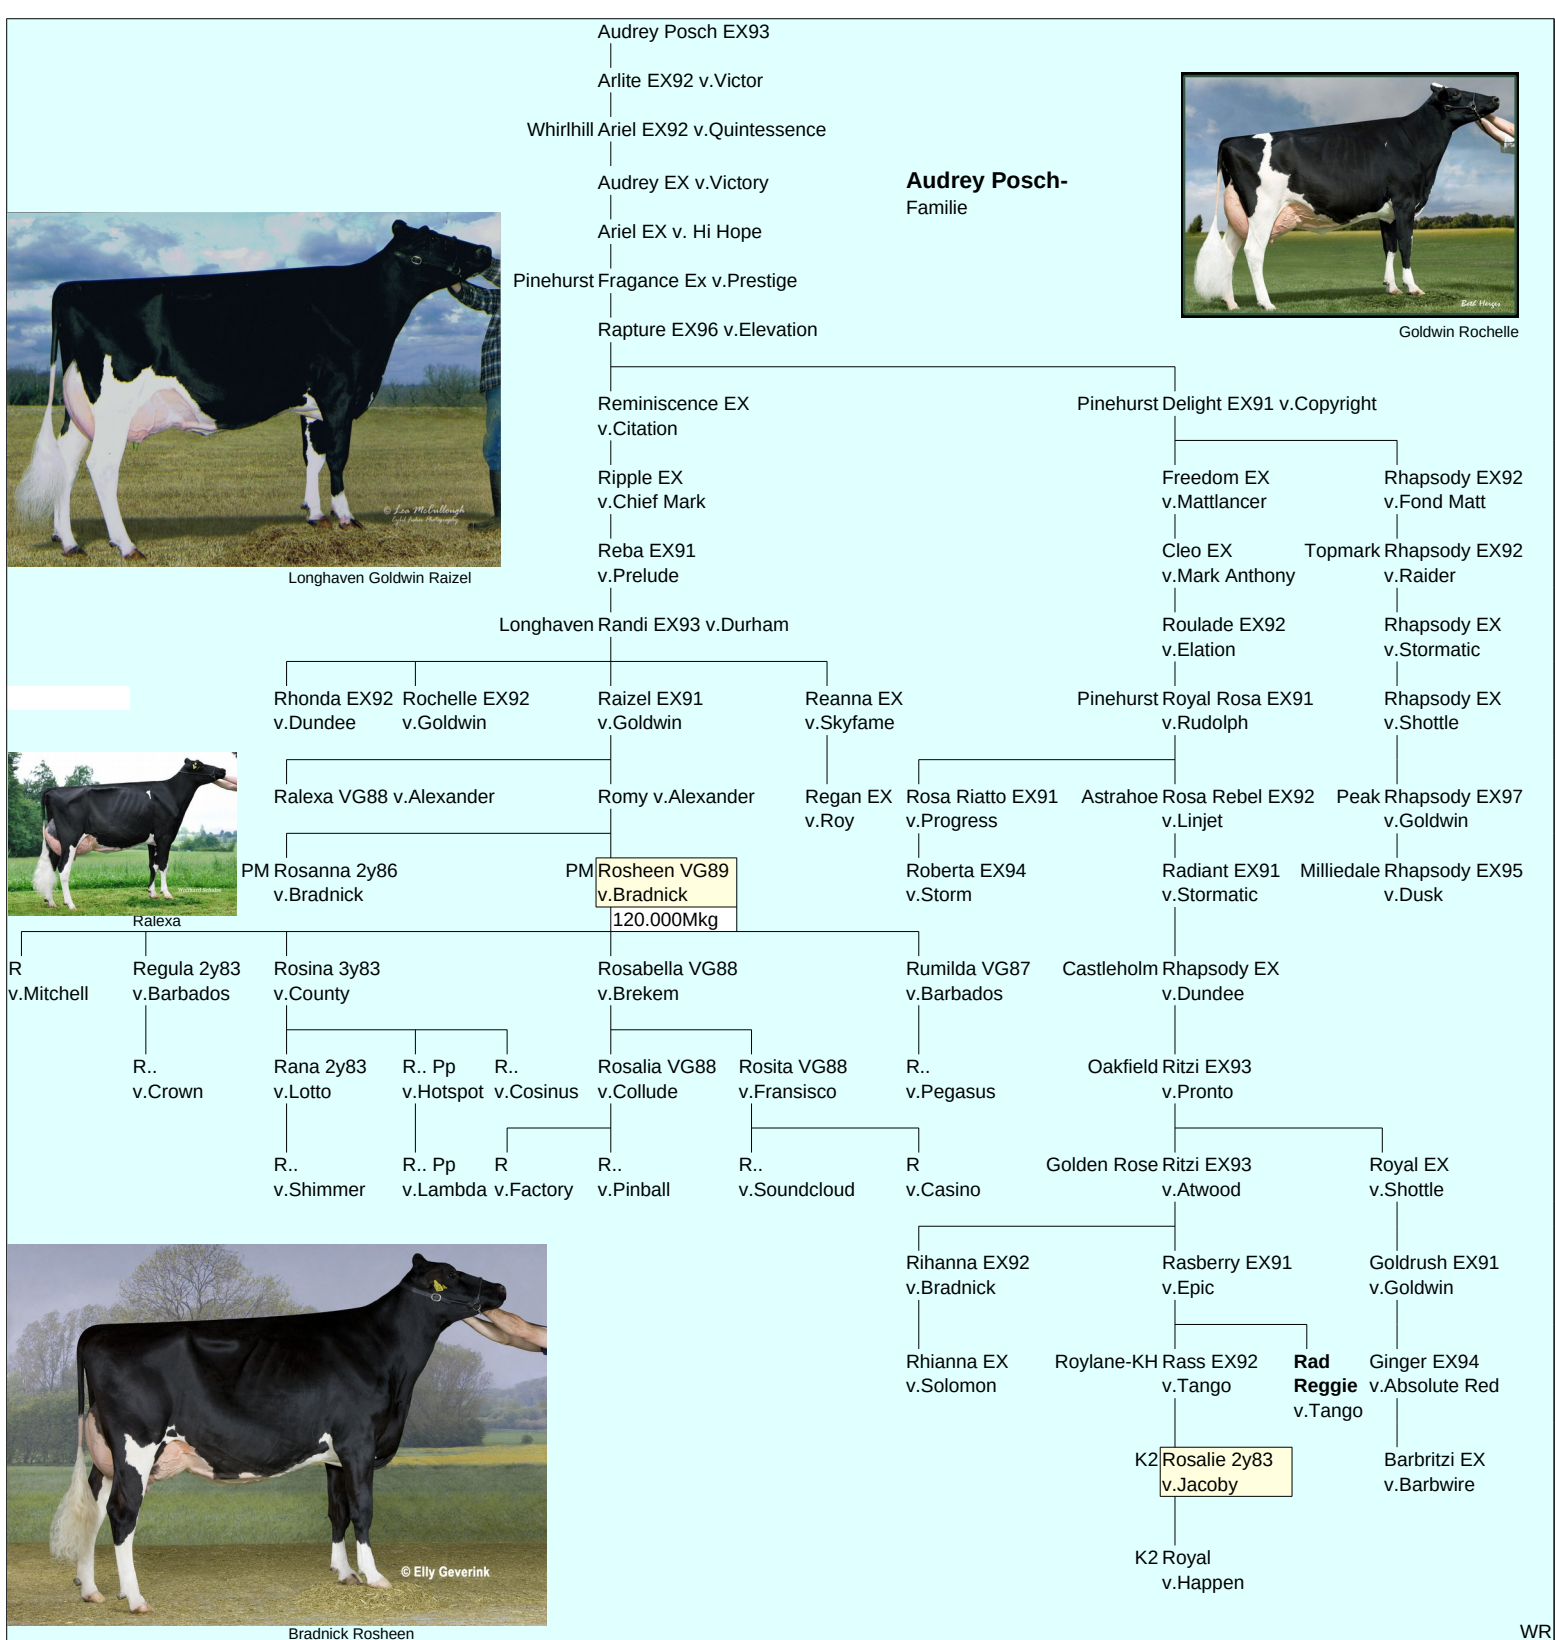 Audrey Posch EX93
Arlite EX92 v.Victor
Whirlhill Ariel EX92 v.Quintessence
Audrey EX v.Victory
Audrey Posch-
Familie
Ariel EX v. Hi Hope
Pinehurst Fragance Ex v.Prestige
Beth Herges
Rapture EX96 v.Elevation
Goldwin Rochelle
Reminiscence EX
v.Citation
Pinehurst Delight EX91 v.Copyright
Ripple EX
v.Chief Mark
Freedom EX
v.Mattlancer
Rhapsody EX92
v.Fond Matt
© Lea McCullough
Reba EX91
v.Prelude
Cleo EX
v.Mark Anthony
Topmark Rhapsody EX92
v.Raider
Longhaven Goldwin Raizel
Longhaven Randi EX93 v.Durham
Roulade EX92
v.Elation
Rhapsody EX
v.Stormatic
Rhonda EX92
v.Dundee
Rochelle EX92
v.Goldwin
Raizel EX91
v.Goldwin
Reanna EX
v.Skyfame
Pinehurst Royal Rosa EX91
v.Rudolph
Rhapsody EX
v.Shottle
Ralexa VG88 v.Alexander
Romy v.Alexander
Regan EX
v.Roy
Rosa Riatto EX91
v.Progress
Astrahoe Rosa Rebel EX92
v.Linjet
Peak Rhapsody EX97
v.Goldwin
PM Rosanna 2y86
v.Bradnick
PM Rosheen VG89
v.Bradnick
120.000Mkg
Roberta EX94
v.Storm
Radiant EX91
v.Stormatic
Milliedale Rhapsody EX95
v.Dusk
Ralexa
R
v.Mitchell
Regula 2y83
v.Barbados
Rosina 3y83
v.County
Rosabella VG88
v.Brekem
Rumilda VG87
v.Barbados
Castleholm Rhapsody EX
v.Dundee
R..
v.Crown
Rana 2y83
v.Lotto
R.. Pp
v.Hotspot
R..
v.Cosinus
Rosalia VG88
v.Collude
Rosita VG88
v.Fransisco
R..
v.Pegasus
Oakfield Ritzi EX93
v.Pronto
R..
v.Shimmer
R.. Pp
v.Lambda
R
v.Factory
R..
v.Pinball
R..
v.Soundcloud
R
v.Casino
Golden Rose Ritzi EX93
v.Atwood
Royal EX
v.Shottle
Rihanna EX92
v.Bradnick
Rasberry EX91
v.Epic
Goldrush EX91
v.Goldwin
Rhianna EX
v.Solomon
Roylane-KH Rass EX92
v.Tango
Rad
Reggie
v.Tango
Ginger EX94
v.Absolute Red
K2 Rosalie 2y83
v.Jacoby
Barbritzi EX
v.Barbwire
K2 Royal
v.Happen
© Elly Geverink
Bradnick Rosheen
WR